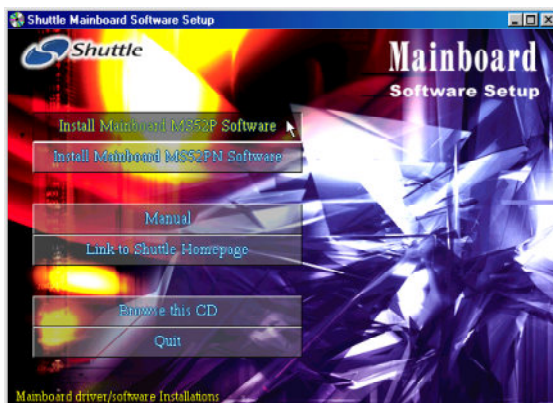 Shuttle Mainboard Software Setup
Shuttle
Mainboard
Software Setup
Install Mainboard MS52P Software
Install Mainboard MS52PN Software
Manual
Link to Shuttle Homepage
Browse this CD
Quit
Mainboard driver/software Installations